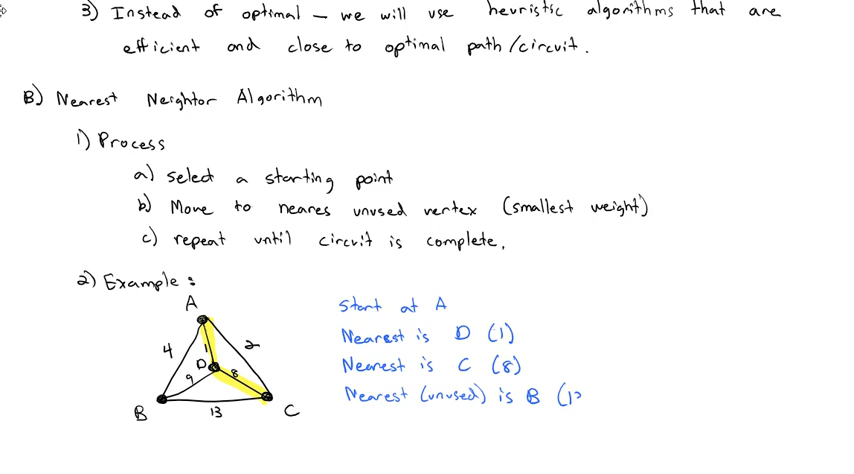 3) Instead of optimal – we will use heuristic algorithms that are
efficient and close to optimal path/circuit.
B) Nearest Neighbor Algorithm
1) Process
a) select a starting point
b) Move to neares unused vertex (smallest weight)
c) repeat until circuit is complete.
2) Example:
A
Start at A
4 1 2
Nearest is D (1)
D
Nearest is C (8)
9 8
Nearest (unused) is B (13
B 13 C